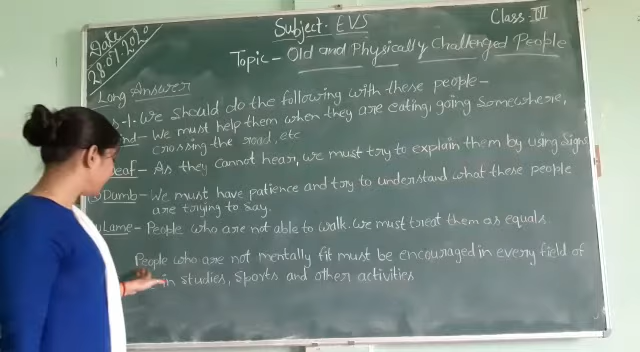 Date
28.07.2020
Subject- EVS
Class- III
Topic- Old and Physically Challenged People
Long Answer
s-1- We should do the following with these people-
nd- We must help them when they are eating, going somewhere,
crossing the road, etc
eaf- As they cannot hear, we must try to explain them by using signs
Dumb- We must have patience and try to understand what these people
are trying to say.
Lame- People who are not able to walk. We must treat them as equals.
People who are not mentally fit must be encouraged in every field of
in studies, sports and other activities